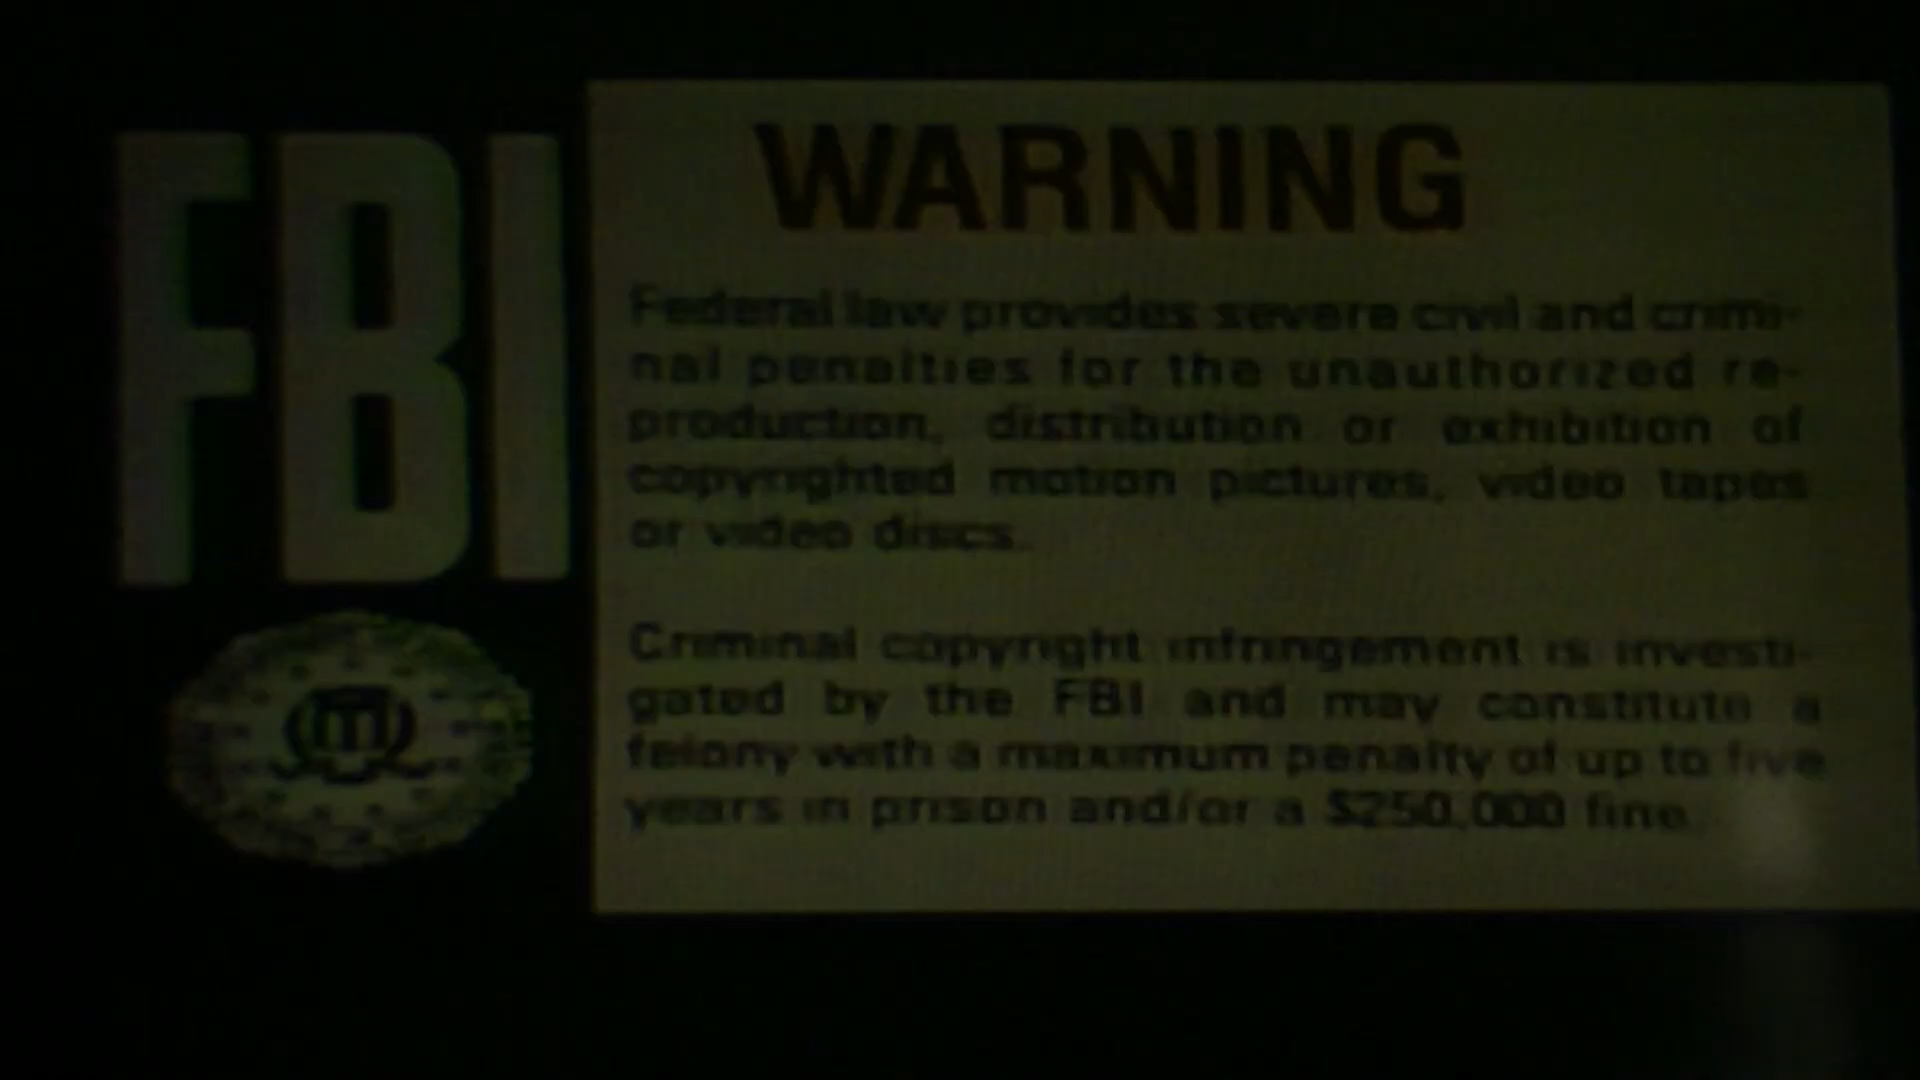 FBI
WARNING
Federal law provides severe civil and crimi-
nal penalties for the unauthorized re-
production, distribution or exhibition of
copyrighted motion pictures, video tapes
or video discs.
Criminal copyright infringement is investi-
gated by the FBI and may constitute a
felony with a maximum penalty of up to five
years in prison and/or a $250,000 fine.